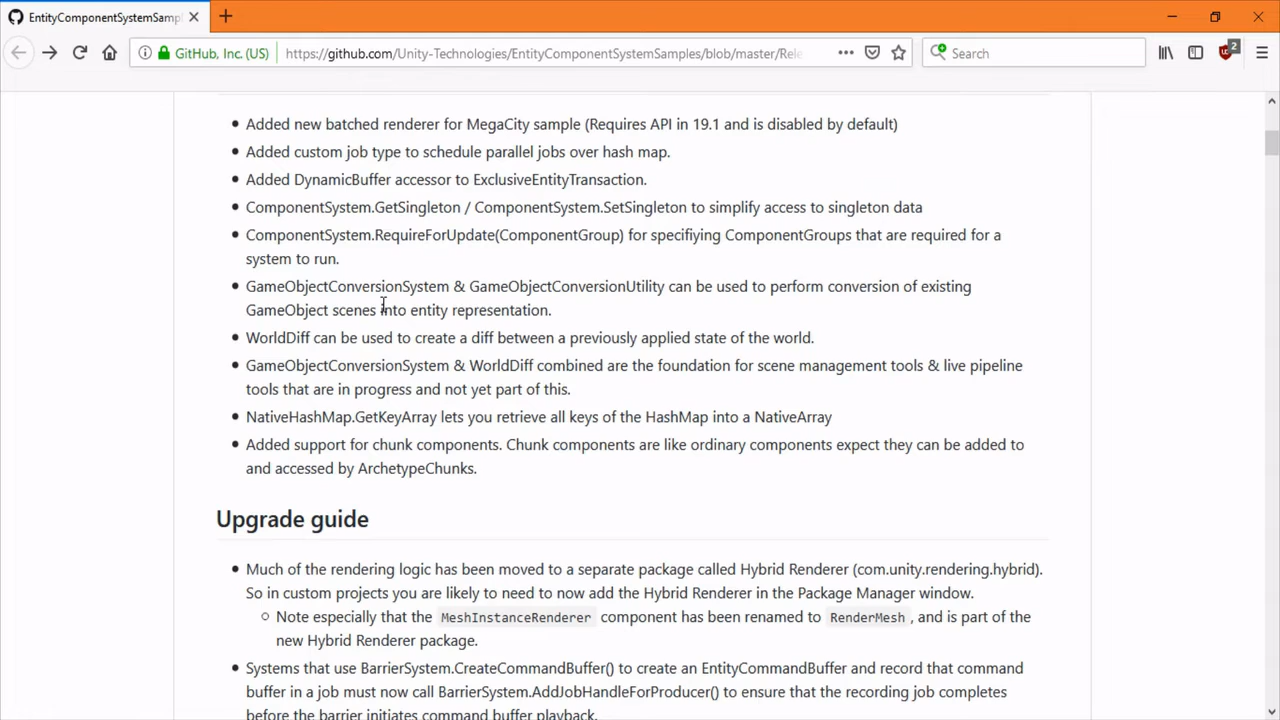 EntityComponentSystemSampl
GitHub, Inc. (US)
https://github.com/Unity-Technologies/EntityComponentSystemSamples/blob/master/Rele
Search
2
Added new batched renderer for MegaCity sample (Requires API in 19.1 and is disabled by default)
Added custom job type to schedule parallel jobs over hash map.
Added DynamicBuffer accessor to ExclusiveEntityTransaction.
ComponentSystem.GetSingleton / ComponentSystem.SetSingleton to simplify access to singleton data
ComponentSystem.RequireForUpdate(ComponentGroup) for specifiying ComponentGroups that are required for a
system to run.
GameObjectConversionSystem & GameObjectConversionUtility can be used to perform conversion of existing
GameObject scenes into entity representation.
WorldDiff can be used to create a diff between a previously applied state of the world.
GameObjectConversionSystem & WorldDiff combined are the foundation for scene management tools & live pipeline
tools that are in progress and not yet part of this.
NativeHashMap.GetKeyArray lets you retrieve all keys of the HashMap into a NativeArray
Added support for chunk components. Chunk components are like ordinary components expect they can be added to
and accessed by ArchetypeChunks.
Upgrade guide
Much of the rendering logic has been moved to a separate package called Hybrid Renderer (com.unity.rendering.hybrid).
So in custom projects you are likely to need to now add the Hybrid Renderer in the Package Manager window.
Note especially that the MeshInstanceRenderer component has been renamed to RenderMesh, and is part of the
new Hybrid Renderer package.
Systems that use BarrierSystem.CreateCommandBuffer() to create an EntityCommandBuffer and record that command
buffer in a job must now call BarrierSystem.AddJobHandleForProducer() to ensure that the recording job completes
before the barrier initiates command buffer playback.